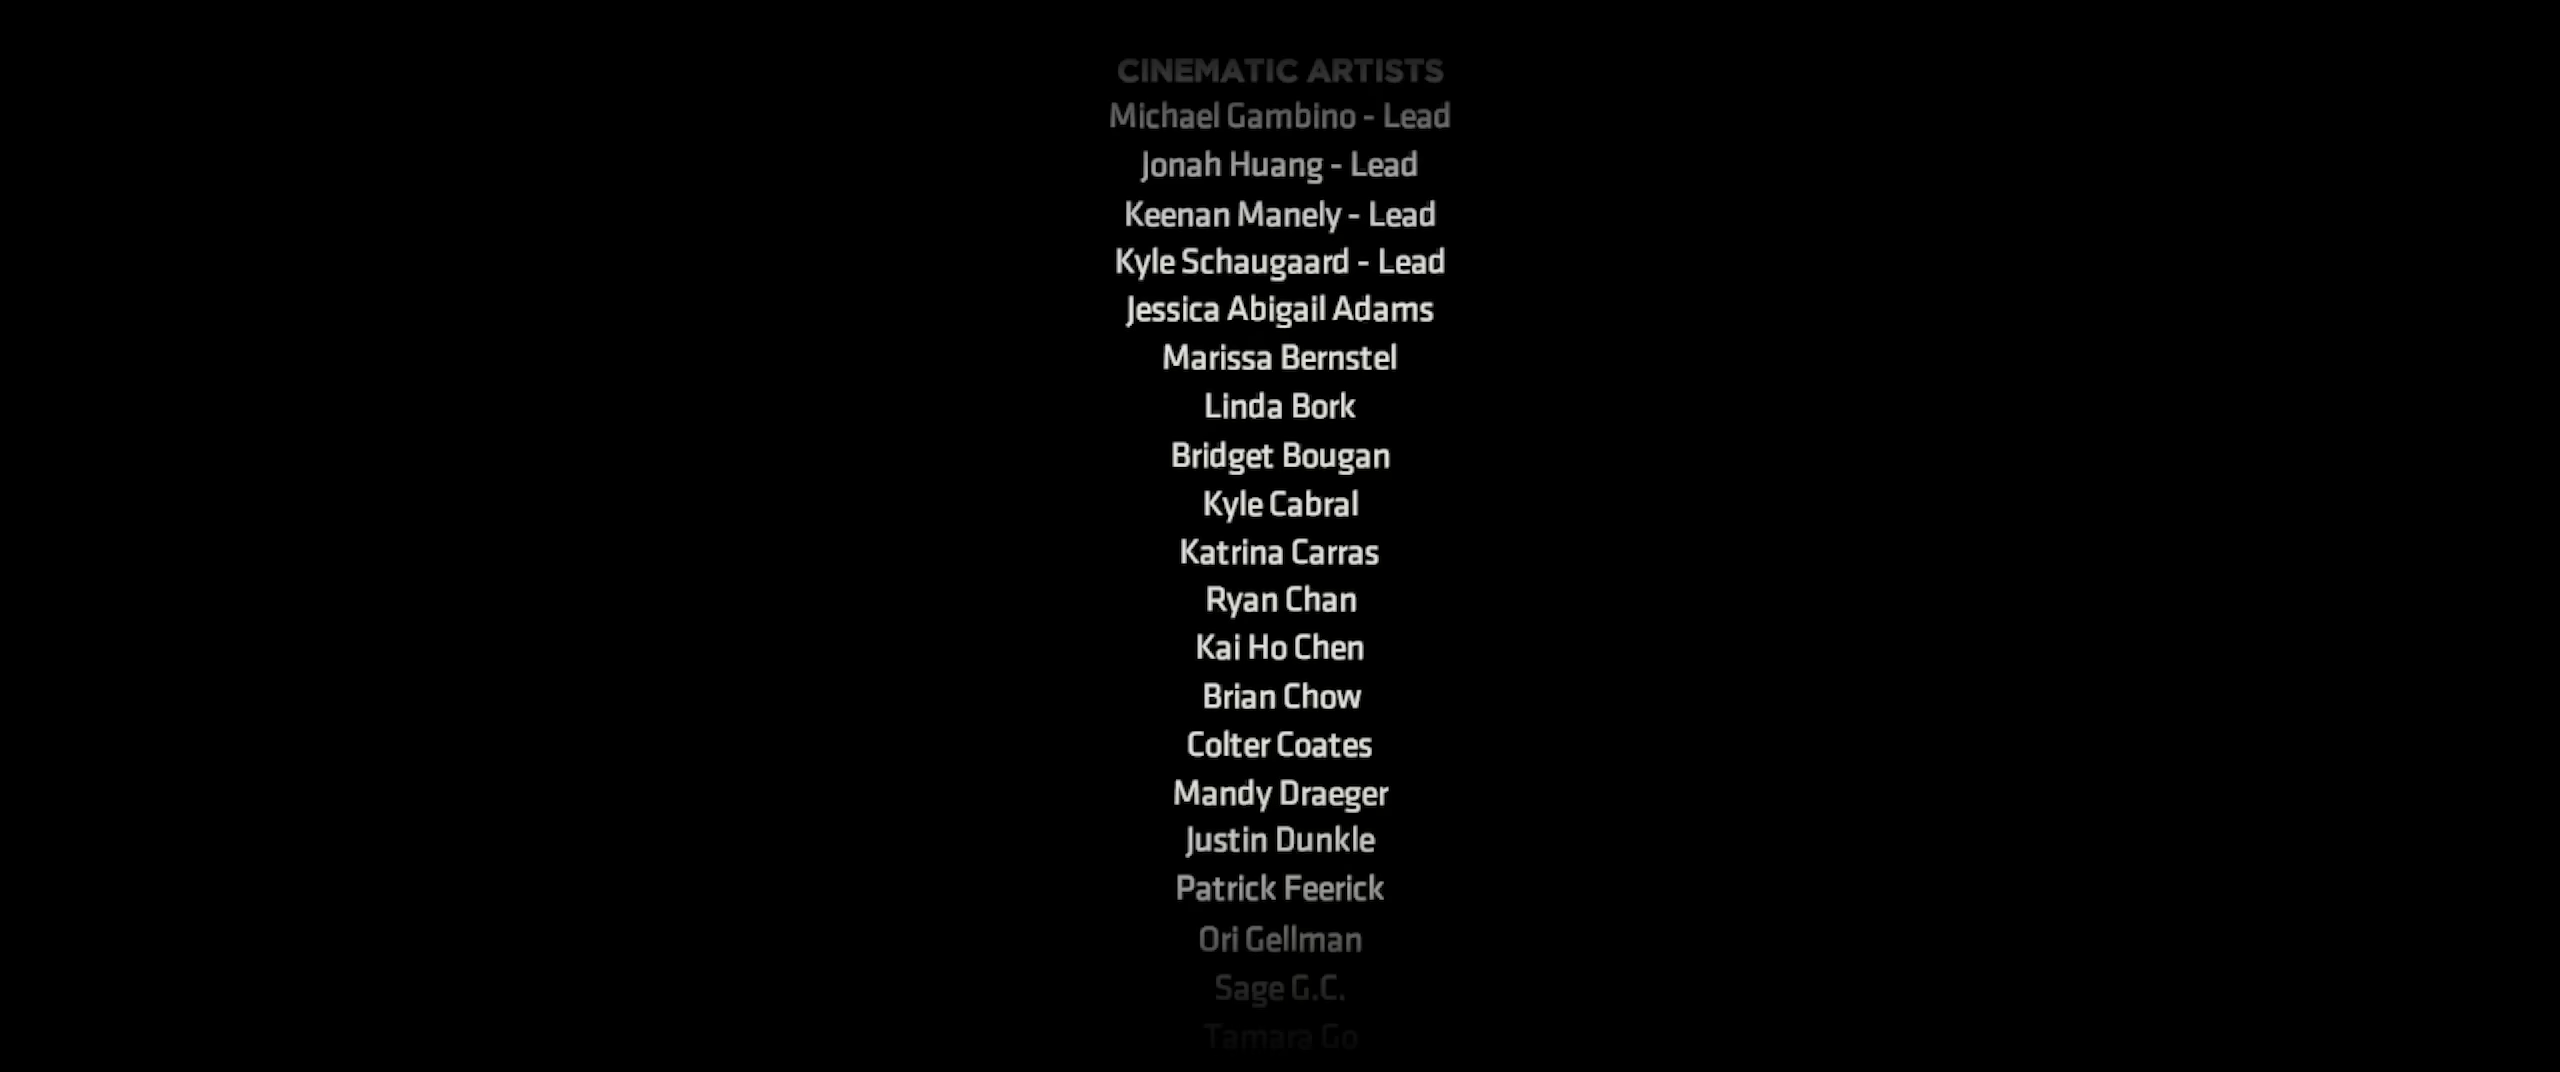 CINEMATIC ARTISTS
Michael Gambino - Lead
Jonah Huang - Lead
Keenan Manely - Lead
Kyle Schaugaard - Lead
Jessica Abigail Adams
Marissa Bernstel
Linda Bork
Bridget Bougan
Kyle Cabral
Katrina Carras
Ryan Chan
Kai Ho Chen
Brian Chow
Colter Coates
Mandy Draeger
Justin Dunkle
Patrick Feerick
Ori Gellman
Sage G.C.
Tamara Go